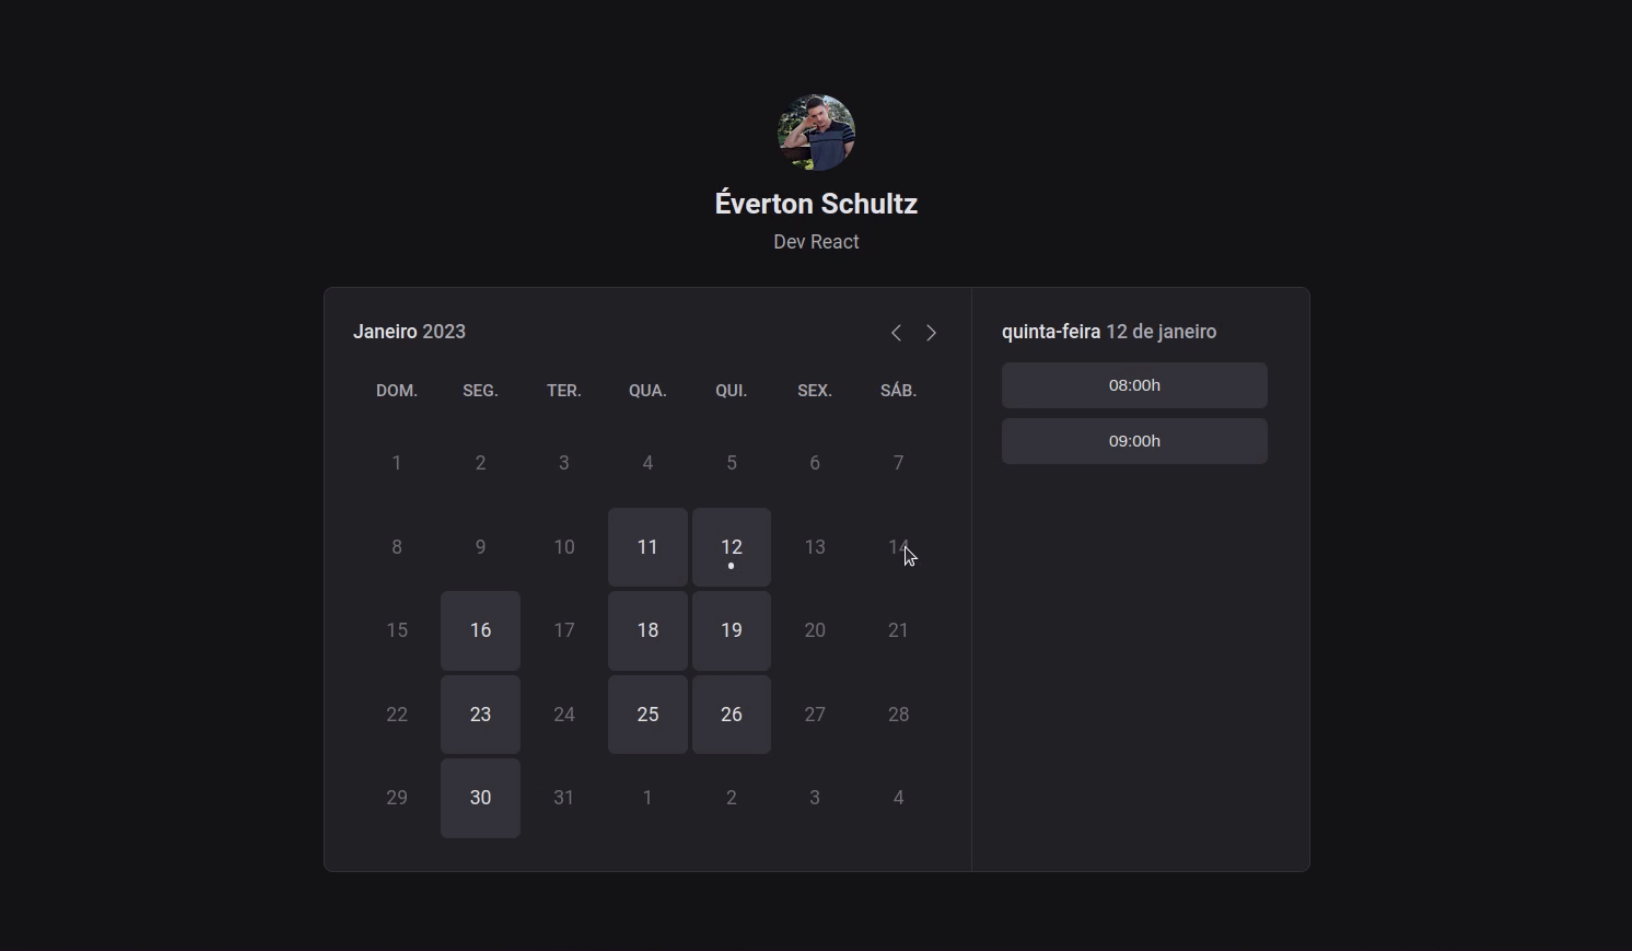 Éverton Schultz
Dev React
Janeiro 2023
DOM. SEG. TER. QUA. QUI. SEX. SÁB.
1 2 3 4 5 6 7
8 9 10 11 12 13 14
15 16 17 18 19 20 21
22 23 24 25 26 27 28
29 30 31 1 2 3 4
quinta-feira 12 de janeiro
08:00h
09:00h